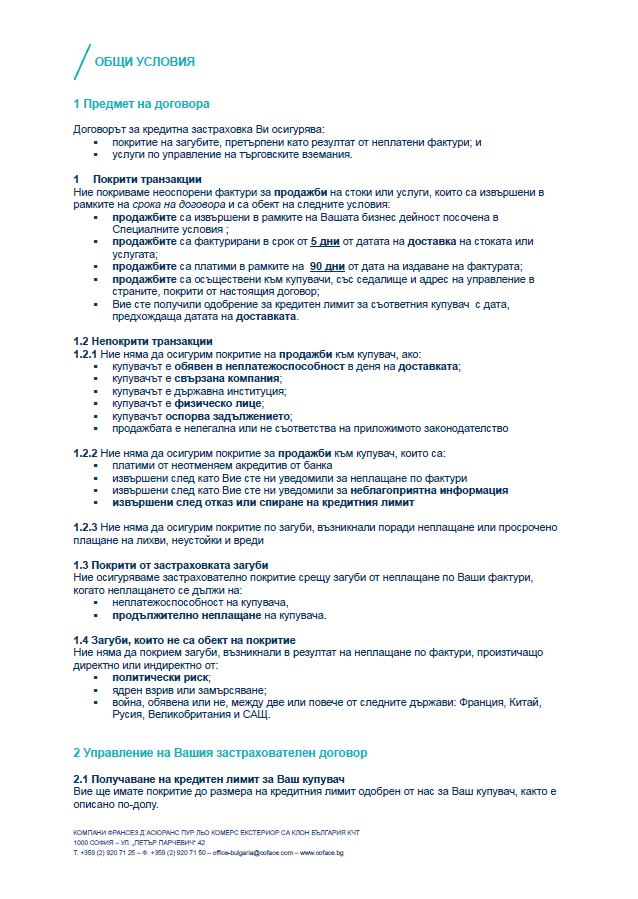 ОБЩИ УСЛОВИЯ
1 Предмет на договора
Договорът за кредитна застраховка Ви осигурява:
▪ покритие на загубите, претърпени като резултат от неплатени фактури; и
▪ услуги по управление на търговските вземания.
1 Покрити транзакции
Ние покриваме неоспорени фактури за продажби на стоки или услуги, които са извършени в
рамките на срока на договора и са обект на следните условия:
▪ продажбите са извършени в рамките на Вашата бизнес дейност посочена в
Специалните условия ;
▪ продажбите са фактурирани в срок от 5 дни от датата на доставка на стоката или
услугата;
▪ продажбите са платими в рамките на 90 дни от дата на издаване на фактурата;
▪ продажбите са осъществени към купувачи, със седалище и адрес на управление в
страните, покрити от настоящия договор;
▪ Вие сте получили одобрение за кредитен лимит за съответния купувач с дата,
предхождаща датата на доставката.
1.2 Непокрити транзакции
1.2.1 Ние няма да осигурим покритие на продажби към купувач, ако:
▪ купувачът е обявен в неплатежоспособност в деня на доставката;
▪ купувачът е свързана компания;
▪ купувачът е държавна институция;
▪ купувачът е физическо лице;
▪ купувачът оспорва задължението;
▪ продажбата е нелегална или не съответства на приложимото законодателство
1.2.2 Ние няма да осигурим покритие за продажби към купувач, които са:
▪ платими от неотменяем акредитив от банка
▪ извършени след като Вие сте ни уведомили за неплащане по фактури
▪ извършени след като Вие сте ни уведомили за неблагоприятна информация
▪ извършени след отказ или спиране на кредитния лимит
1.2.3 Ние няма да осигурим покритие по загуби, възникнали поради неплащане или просрочено
плащане на лихви, неустойки и вреди
1.3 Покрити от застраховката загуби
Ние осигуряваме застрахователно покритие срещу загуби от неплащане по Ваши фактури,
когато неплащането се дължи на:
▪ неплатежоспособност на купувача,
▪ продължително неплащане на купувача.
1.4 Загуби, които не са обект на покритие
Ние няма да покрием загуби, възникнали в резултат на неплащане по фактури, произтичащо
директно или индиректно от:
▪ политически риск;
▪ ядрен взрив или замърсяване;
▪ война, обявена или не, между две или повече от следните държави: Франция, Китай,
Русия, Великобритания и САЩ.
2 Управление на Вашия застрахователен договор
2.1 Получаване на кредитен лимит за Ваш купувач
Вие ще имате покритие до размера на кредитния лимит одобрен от нас за Ваш купувач, както е
описано по-долу.
КОМПАНИ ФРАНСЕЗ Д'АСЮРАНС ПУР ЛЬО КОМЕРС ЕКСТЕРИОР СА КЛОН БЪЛГАРИЯ КЧТ
1000 СОФИЯ – УЛ. „ПЕТЪР ПАРЧЕВИЧ" 42
Т. +359 (2) 920 71 25 – Ф. +359 (2) 920 71 50 – office-bulgaria@coface.com – www.coface.bg